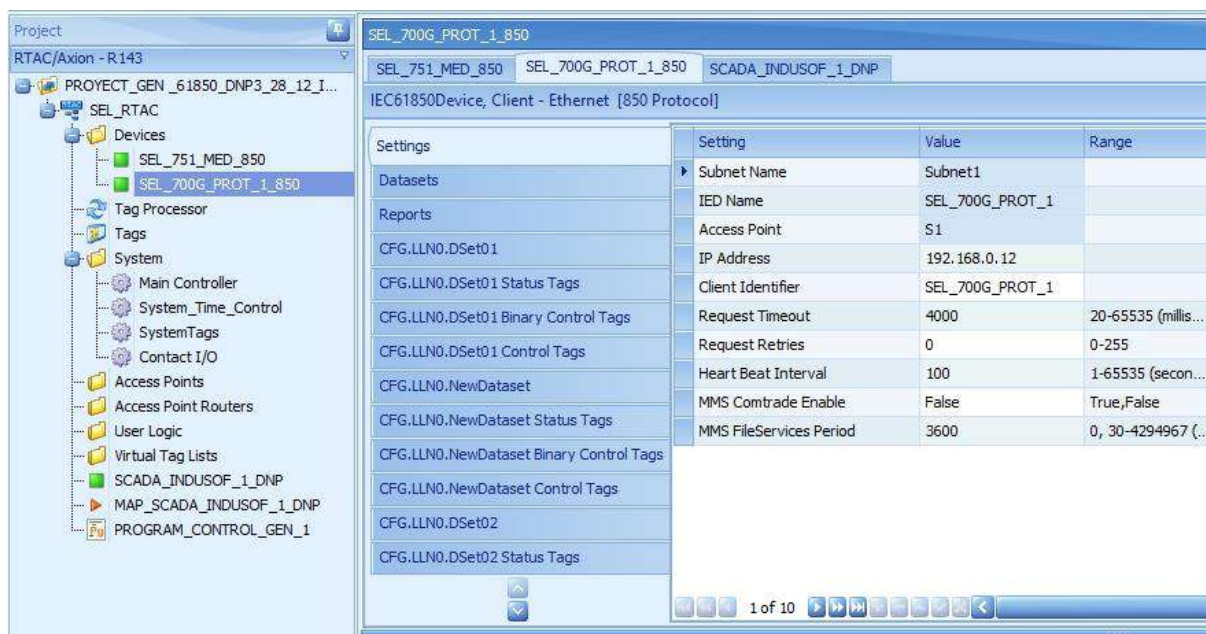 Project
RTAC/Axion - R143
PROYECT_GEN _61850_DNP3_28_12_I...
SEL_RTAC
Devices
SEL_751_MED_850
SEL_700G_PROT_1_850
Tag Processor
Tags
System
Main Controller
System_Time_Control
SystemTags
Contact I/O
Access Points
Access Point Routers
User Logic
Virtual Tag Lists
SCADA_INDUSOF_1_DNP
MAP_SCADA_INDUSOF_1_DNP
PROGRAM_CONTROL_GEN_1
SEL_700G_PROT_1_850
SEL_751_MED_850 SEL_700G_PROT_1_850 SCADA_INDUSOF_1_DNP
IEC61850Device, Client - Ethernet [850 Protocol]
Settings
Datasets
Reports
CFG.LLN0.DSet01
CFG.LLN0.DSet01 Status Tags
CFG.LLN0.DSet01 Binary Control Tags
CFG.LLN0.DSet01 Control Tags
CFG.LLN0.NewDataset
CFG.LLN0.NewDataset Status Tags
CFG.LLN0.NewDataset Binary Control Tags
CFG.LLN0.NewDataset Control Tags
CFG.LLN0.DSet02
CFG.LLN0.DSet02 Status Tags
Setting Value Range
Subnet Name Subnet1
IED Name SEL_700G_PROT_1
Access Point S1
IP Address 192.168.0.12
Client Identifier SEL_700G_PROT_1
Request Timeout 4000 20-65535 (millis...
Request Retries 0 0-255
Heart Beat Interval 100 1-65535 (secon...
MMS Comtrade Enable False True,False
MMS FileServices Period 3600 0, 30-4294967 (...
1 of 10